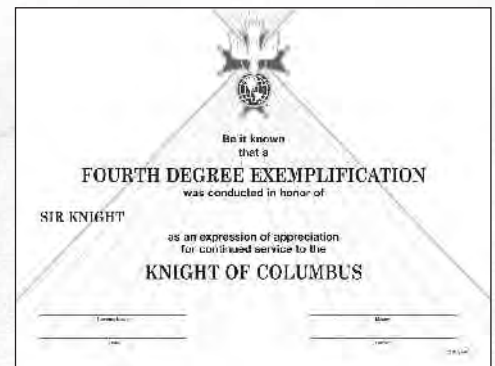 Be it known
that a
FOURTH DEGREE EXEMPLIFICATION
was conducted in honor of
SIR KNIGHT
as an expression of appreciation
for continued service to the
KNIGHT OF COLUMBUS